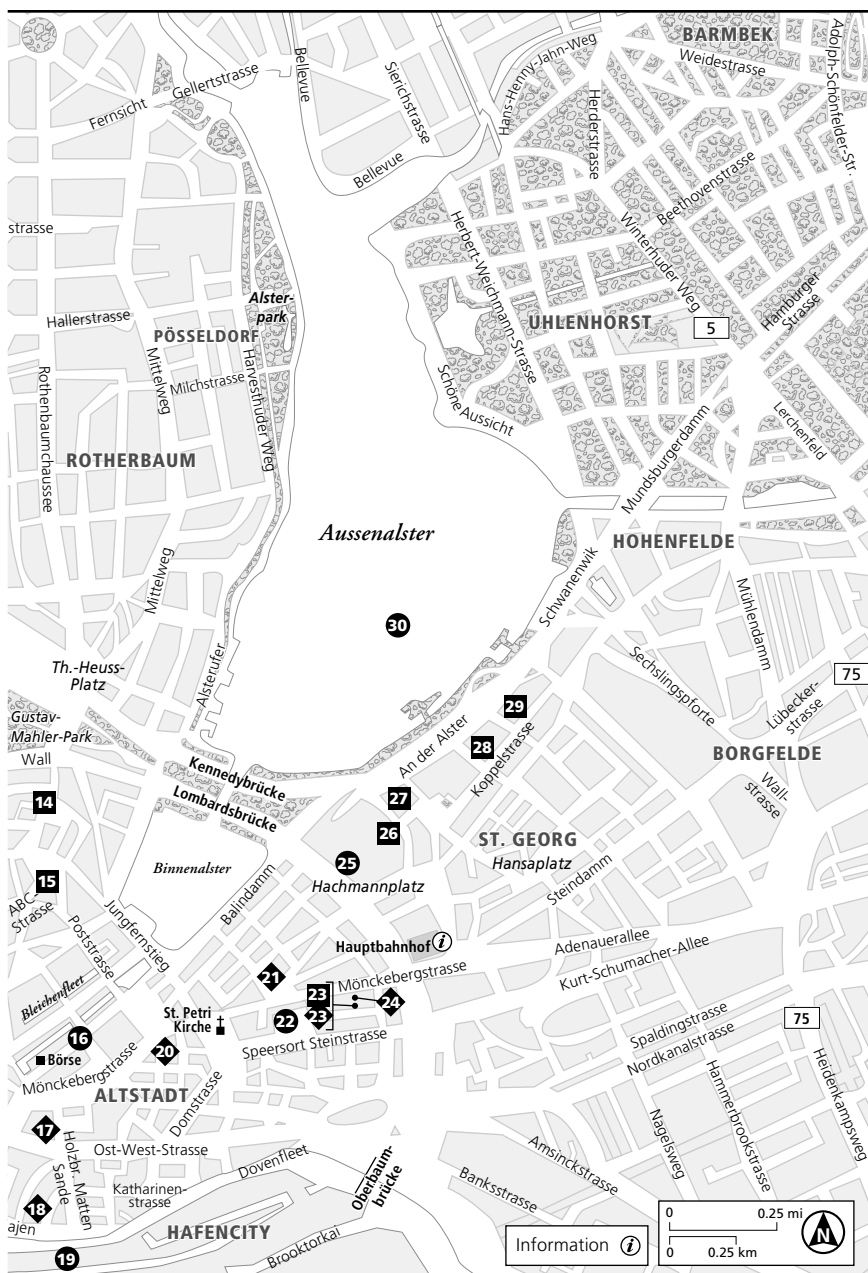 BARMBEK
Weidestrasse
Adolph-Schönfelder-Str.
Hans-Henny-Jahn-Weg
Bellevue
Sierichstrasse
Gellertstrasse
Fernsicht
Herderstrasse
Bellevue
Beethovenstrasse
Winterhuder Weg
Herbert-Weichmann-Strasse
strasse
Alster-
park
Hamburger
Strasse
Hallerstrasse
PÖSSELDORF
UHLENHORST
5
Mittelweg
Milchstrasse
Harvesthuder Weg
Rothenbaumchaussee
Schöne Aussicht
Lerchenfeld
Mundsburgerdamm
ROTHERBAUM
Aussenalster
HOHENFELDE
Mittelweg
Schwanenwik
Mühlendamm
30
Sechslingspforte
Th.-Heuss-
Platz
Alsterufer
75
Lübecker-
strasse
29
Gustav-
Mahler-Park
Wall
An der Alster
28
Koppelstrasse
BORGFELDE
Wall-
strasse
Kennedybrücke
Lombardsbrücke
14
27
26
ST. GEORG
Hansaplatz
Binnenalster
25
Hachmannplatz
Steindamm
15
ABC-
Strasse
Jungfernstieg
Ballindamm
Poststrasse
Hauptbahnhof i
Adenauerallee
Kurt-Schumacher-Allee
Mönckebergstrasse
21
23
24
23
22
Bleichenfleet
St. Petri
Kirche
Speersort Steinstrasse
16
Börse
20
Mönckebergstrasse
75
Spaldingstrasse
Nordkanalstrasse
Heidenkampsweg
ALTSTADT
Domstrasse
Hammerbrookstrasse
Nagelsweg
17
Holzbr. Matten
Sande
Ost-West-Strasse
Dovenfleet
Amsinckstrasse
Katharinen-
strasse
Oberbaum-
brücke
Banksstrasse
18
ajen
HAFENCITY
Brooktorkai
19
Information i
0 0.25 mi
0 0.25 km
N